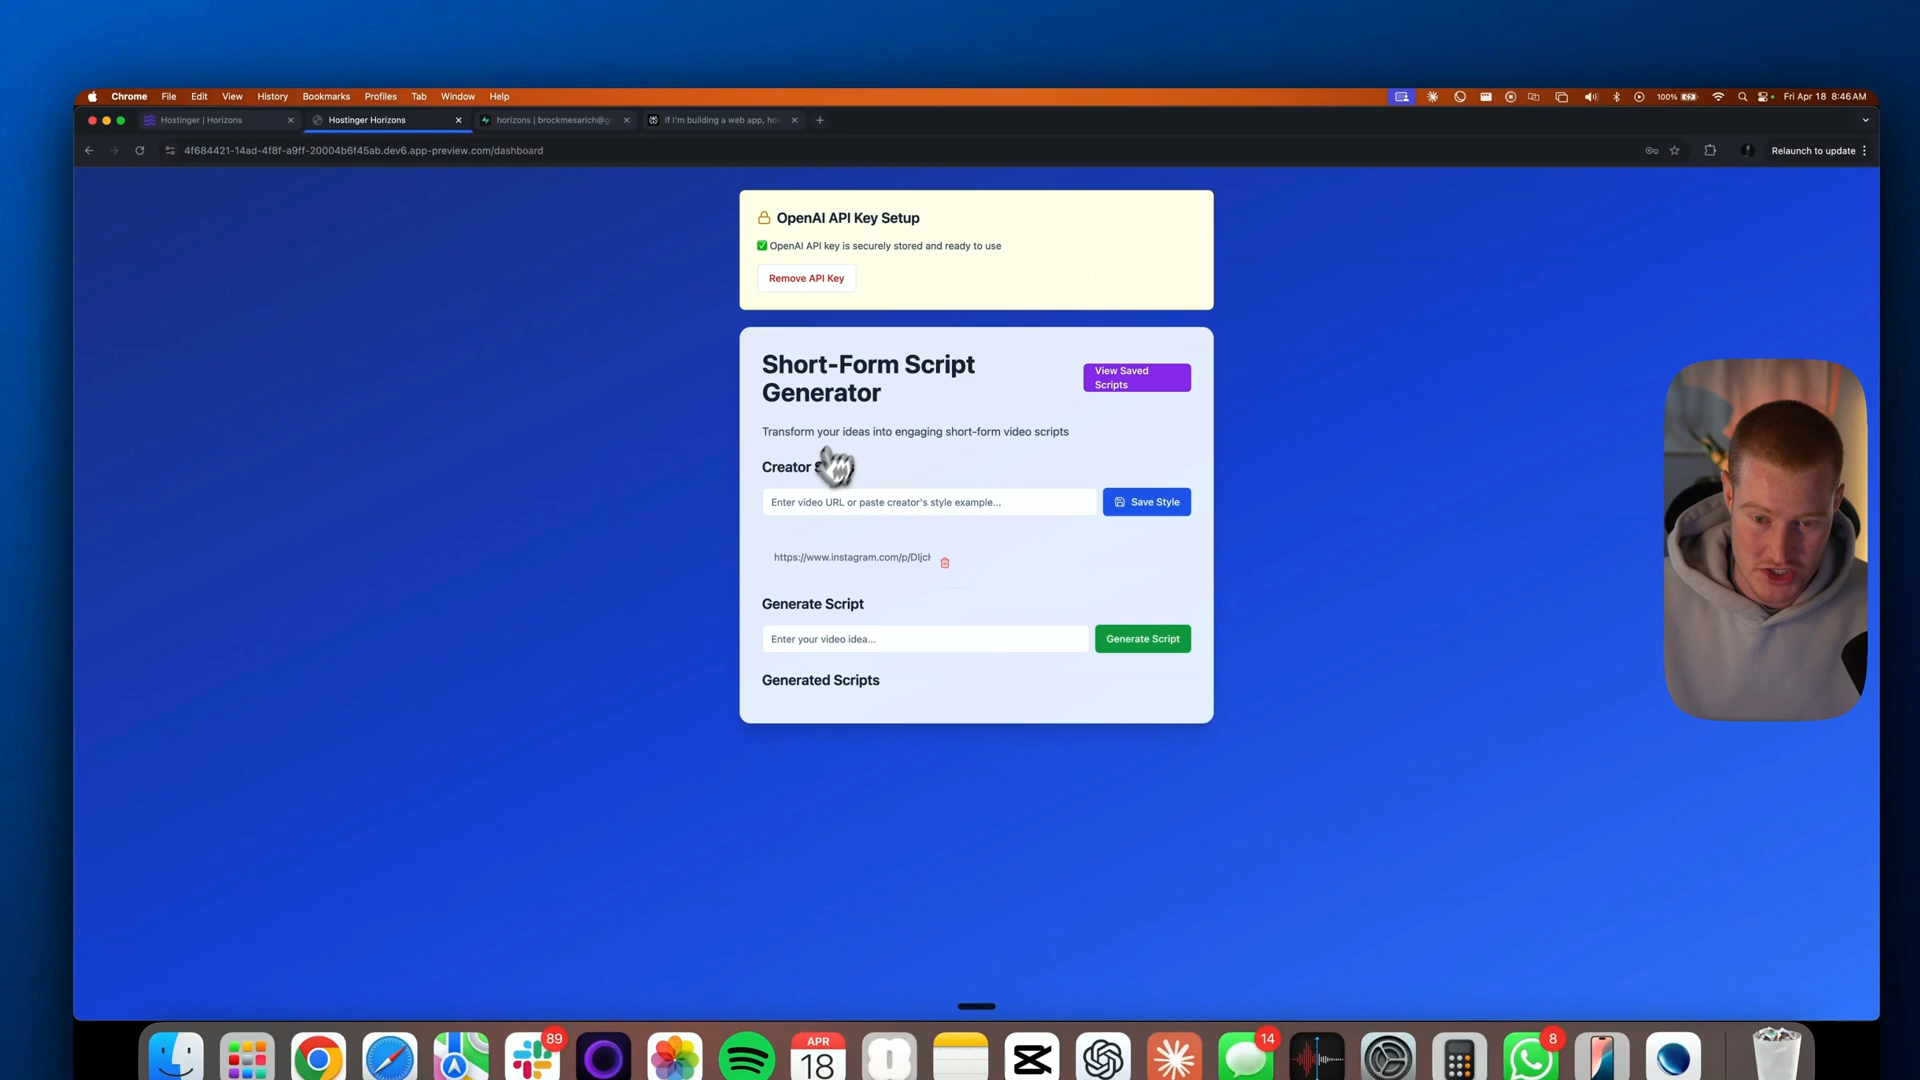 Chrome File Edit View History Bookmarks Profiles Tab Window Help 100% Fri Apr 18 8:46 AM
Hostinger | Horizons Hostinger Horizons horizons | brockmesarich@g If I'm building a web app, ho
4f684421-14ad-4f8f-a9ff-20004b6f45ab.dev6.app-preview.com/dashboard Relaunch to update
OpenAI API Key Setup
OpenAI API key is securely stored and ready to use
Remove API Key
Short-Form Script
Generator
View Saved
Scripts
Transform your ideas into engaging short-form video scripts
Creator
Enter video URL or paste creator's style example... Save Style
https://www.instagram.com/p/DIjcH
Generate Script
Enter your video idea... Generate Script
Generated Scripts
89 APR 14 8
18